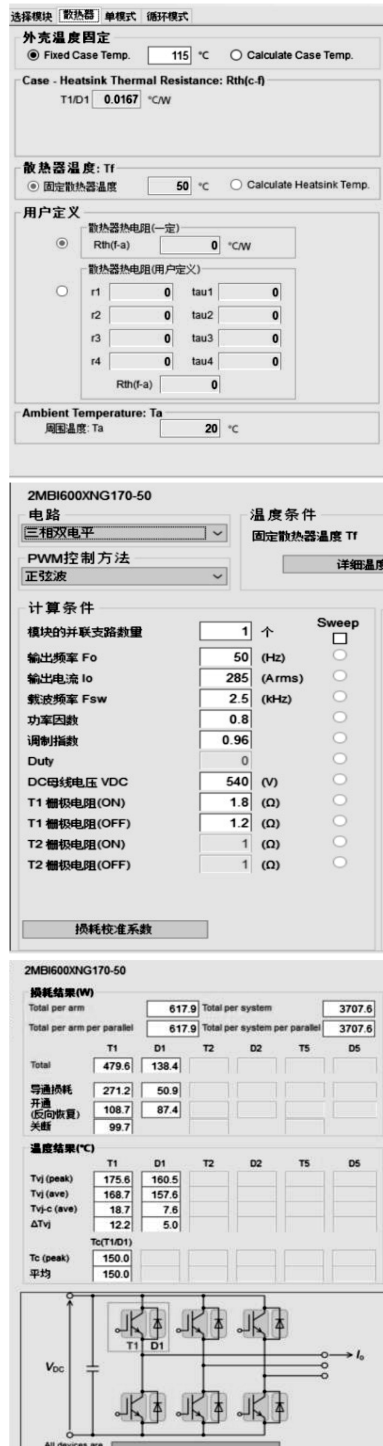 选择模块 散热器 单模式 循环模式
外壳温度固定
Fixed Case Temp. 115 °C Calculate Case Temp.
Case - Heatsink Thermal Resistance: Rth(c-f)
T1/D1 0.0167 °C/W
散热器温度: Tf
固定散热器温度 50 °C Calculate Heatsink Temp.
用户定义
散热器热电阻(一定)
Rth(f-a) 0 °C/W
散热器热电阻(用户定义)
r1 0 tau1 0
r2 0 tau2 0
r3 0 tau3 0
r4 0 tau4 0
Rth(f-a) 0
Ambient Temperature: Ta
周围温度: Ta 20 °C
2MBI600XNG170-50
电路 温度条件
三相双电平 固定散热器温度 Tf
PWM控制方法 详细温度
正弦波
计算条件
模块的并联支路数量 1 个 Sweep
输出频率 Fo 50 (Hz)
输出电流 Io 285 (Arms)
载波频率 Fsw 2.5 (kHz)
功率因数 0.8
调制指数 0.96
Duty 0
DC母线电压 VDC 540 (V)
T1 栅极电阻(ON) 1.8 (Ω)
T1 栅极电阻(OFF) 1.2 (Ω)
T2 栅极电阻(ON) 1 (Ω)
T2 栅极电阻(OFF) 1 (Ω)
损耗校准系数
2MBI600XNG170-50
损耗结果(W)
Total per arm 617.9 Total per system 3707.6
Total per arm per parallel 617.9 Total per system per parallel 3707.6
T1 D1 T2 D2 T5 D5
Total 479.6 138.4
导通损耗 271.2 50.9
开通
(反向恢复) 108.7 87.4
关断 99.7
温度结果(℃)
T1 D1 T2 D2 T5 D5
Tvj (peak) 175.6 160.5
Tvj (ave) 168.7 157.6
Tvj-c (ave) 18.7 7.6
ΔTvj 12.2 5.0
Tc(T1/D1)
Tc (peak) 150.0
平均 150.0
T1 D1
VDC
Io
All devices are